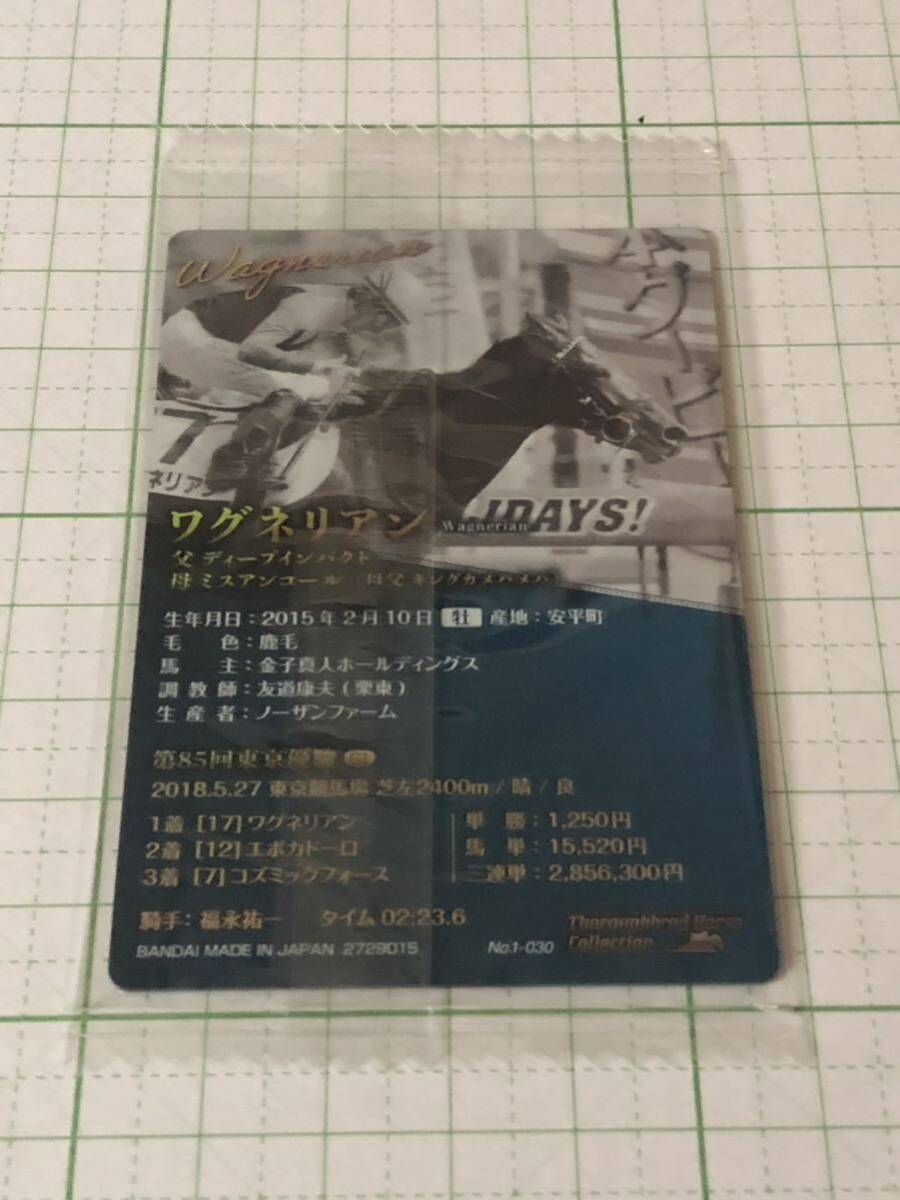 Wagnerian
7
ネリアン
!DAYS!
ワグネリアン Wagnerian
父 ディープインパクト
母 ミスアンコール (母父 キングカメハメハ)
生年月日:2015年2月10日 牡 産地:安平町
毛 色:鹿毛
馬 主:金子真人ホールディングス
調教師:友道康夫(栗東)
生産者:ノーザンファーム
第85回東京優駿 GI
2018.5.27 東京競馬場 芝左2400m / 晴 / 良
1着 [17] ワグネリアン
2着 [12] エポカドーロ
3着 [7] コズミックフォース
単 勝:1,250円
馬 単:15,520円
三連単:2,856,300円
騎手:福永祐一 タイム 02:23.6
Thoroughbred Horse
Collection
BANDAI MADE IN JAPAN 2729015 No.1-030